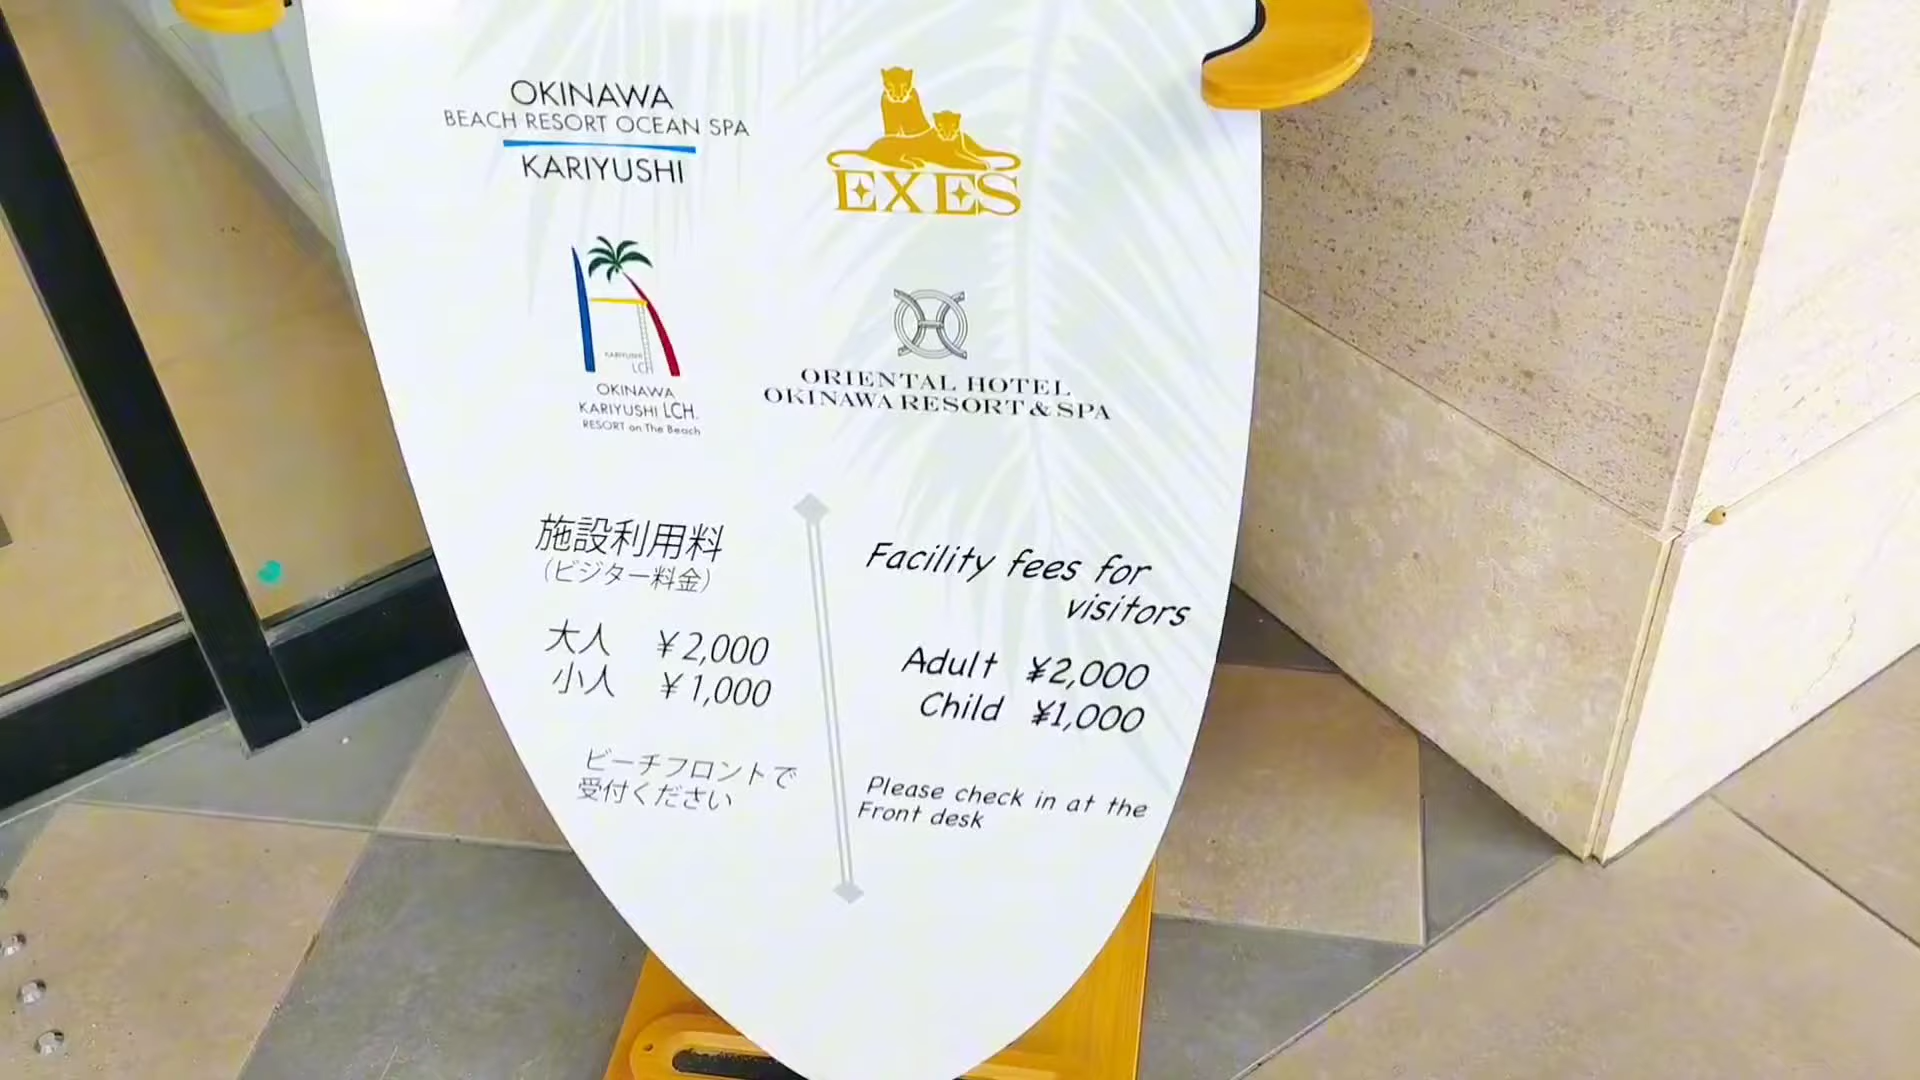 OKINAWA
BEACH RESORT OCEAN SPA
KARIYUSHI
EXES
KARIYUSHI
LCH
OKINAWA
KARIYUSHI LCH.
RESORT on The Beach
ORIENTAL HOTEL
OKINAWA RESORT & SPA
施設利用料
(ビジター料金)
大人 ¥2,000
小人 ¥1,000
ビーチフロントで
受付ください
Facility fees for
visitors
Adult ¥2,000
Child ¥1,000
Please check in at the
Front desk